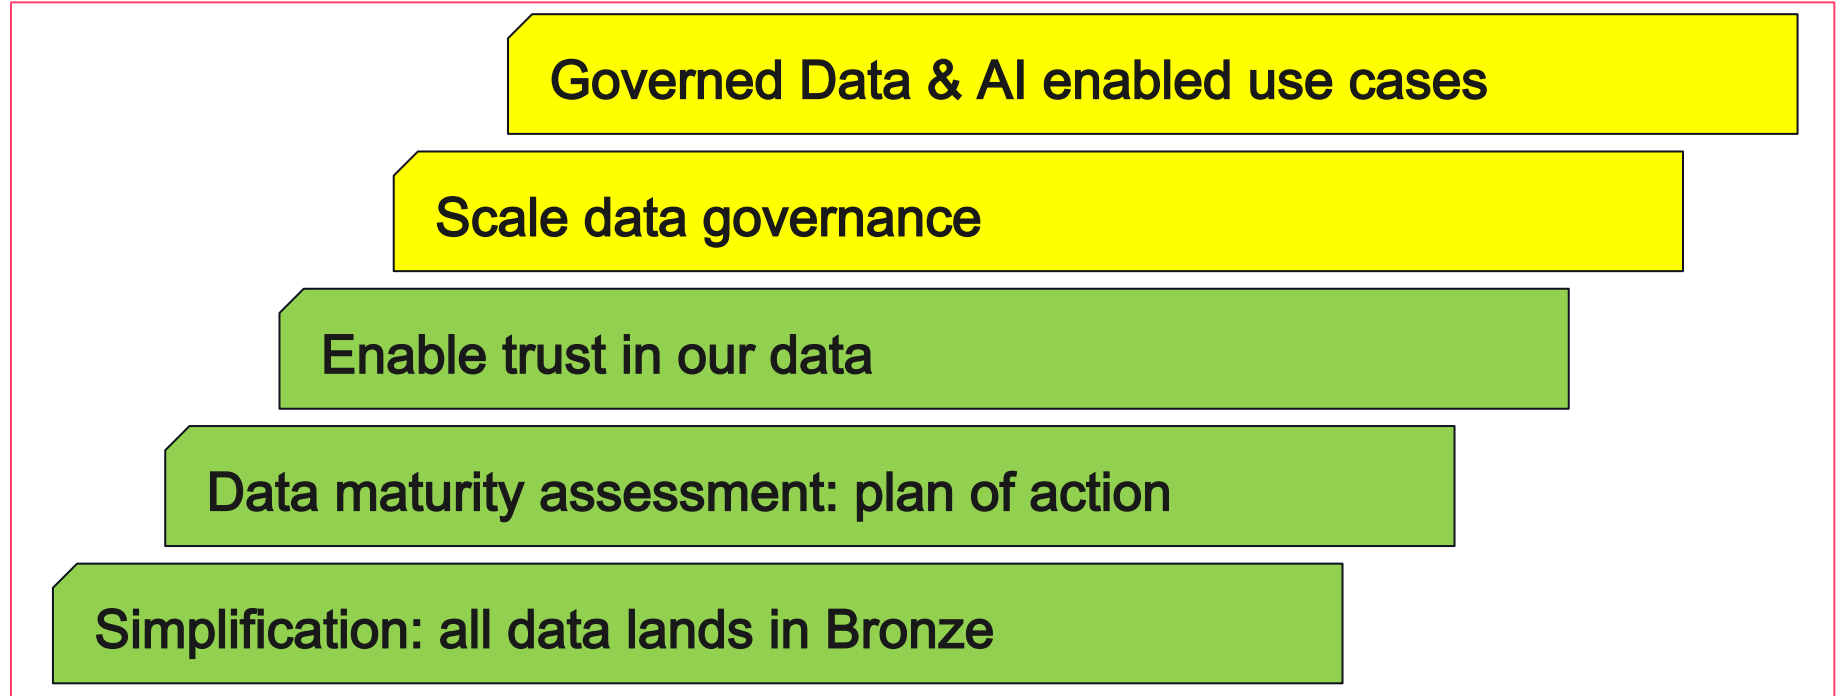 Governed Data & AI enabled use cases
Scale data governance
Enable trust in our data
Data maturity assessment: plan of action
Simplification: all data lands in Bronze